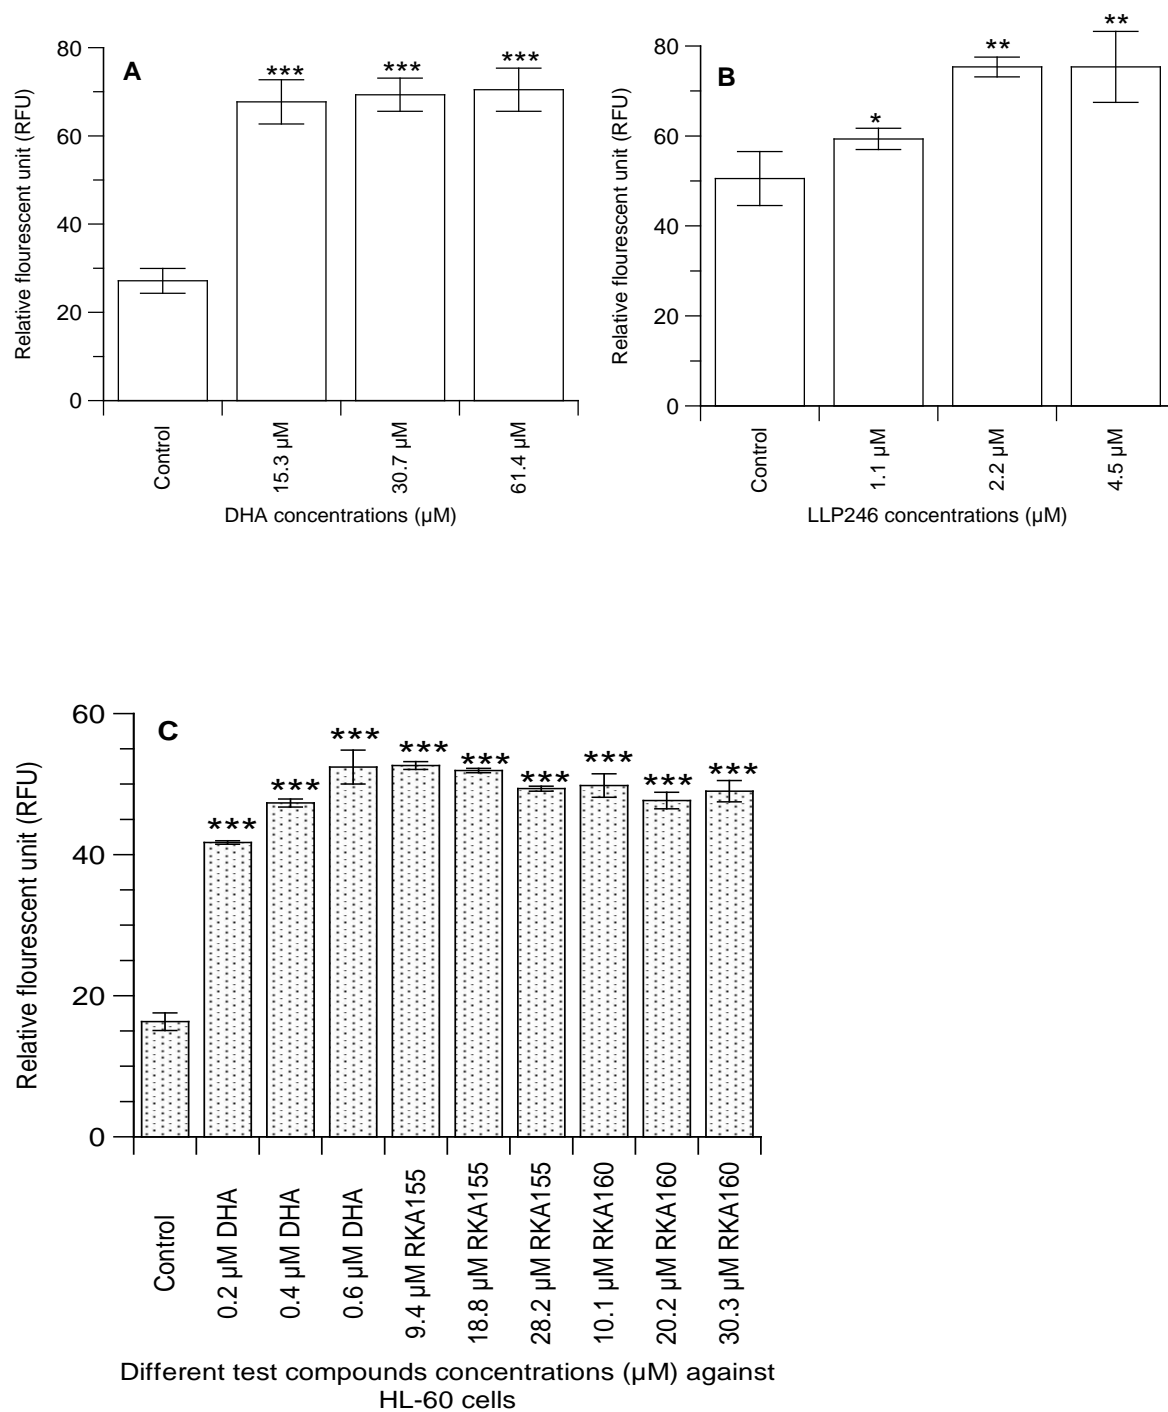 A
Relative flourescent unit (RFU)
80
60
40
20
0
***
***
***
Control
15.3 µM
30.7 µM
61.4 µM
DHA concentrations (µM)
B
Relative flourescent unit (RFU)
80
60
40
20
0
*
**
**
Control
1.1 µM
2.2 µM
4.5 µM
LLP246 concentrations (µM)
C
Relative flourescent unit (RFU)
60
40
20
0
***
***
***
***
***
***
***
***
***
Control
0.2 µM DHA
0.4 µM DHA
0.6 µM DHA
9.4 µM RKA155
18.8 µM RKA155
28.2 µM RKA155
10.1 µM RKA160
20.2 µM RKA160
30.3 µM RKA160
Different test compounds concentrations (µM) against
HL-60 cells